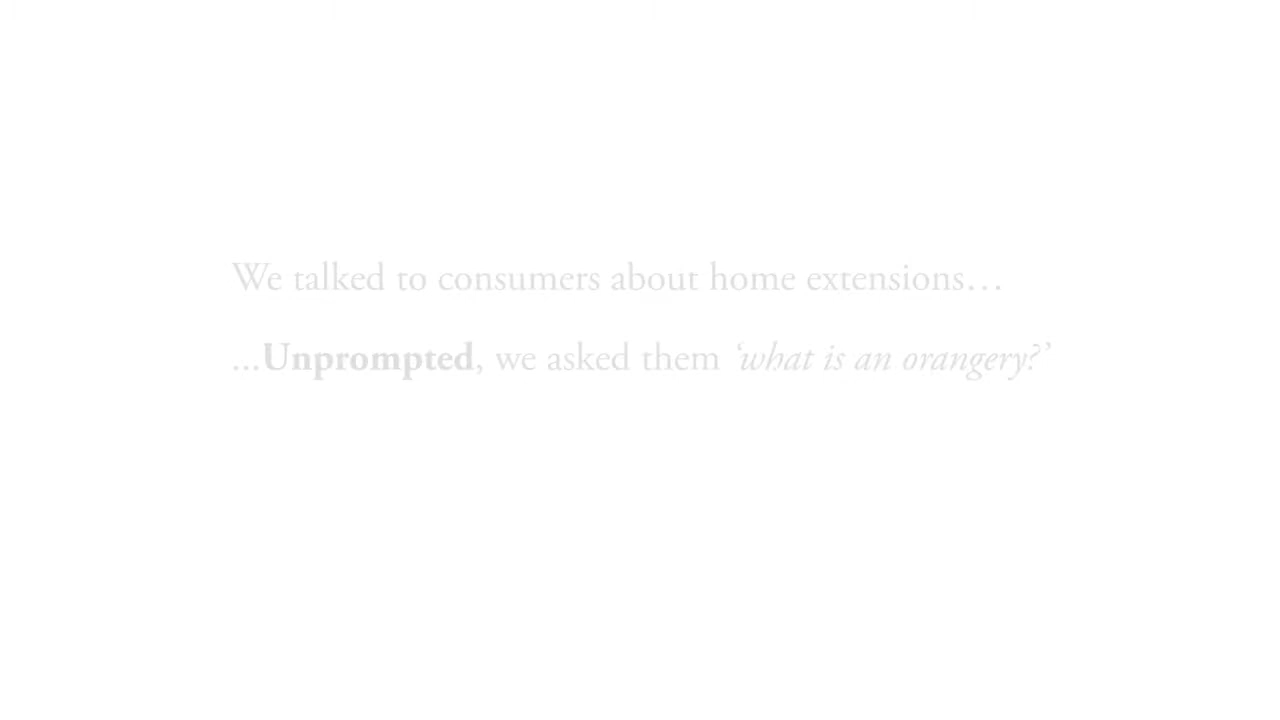 We talked to consumers about home extensions…
...Unprompted, we asked them ‘what is an orangery?’